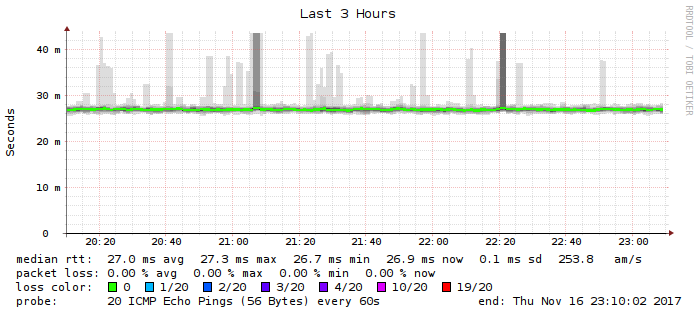 Last 3 Hours
RRDTOOL / TOBI OETIKER
Seconds
40 m
30 m
20 m
10 m
0
20:20 20:40 21:00 21:20 21:40 22:00 22:20 22:40 23:00
median rtt: 27.0 ms avg 27.3 ms max 26.7 ms min 26.9 ms now 0.1 ms sd 253.8 am/s
packet loss: 0.00 % avg 0.00 % max 0.00 % min 0.00 % now
loss color: 0 1/20 2/20 3/20 4/20 10/20 19/20
probe: 20 ICMP Echo Pings (56 Bytes) every 60s end: Thu Nov 16 23:10:02 2017